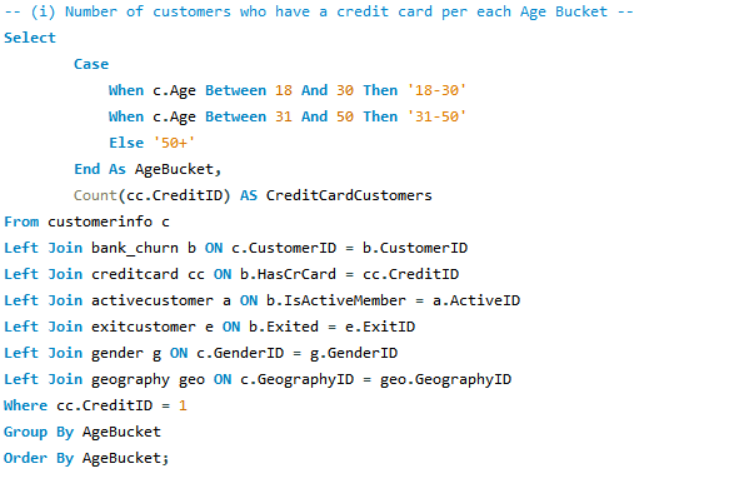 -- (i) Number of customers who have a credit card per each Age Bucket --
Select
Case
When c.Age Between 18 And 30 Then '18-30'
When c.Age Between 31 And 50 Then '31-50'
Else '50+'
End As AgeBucket,
Count(cc.CreditID) AS CreditCardCustomers
From customerinfo c
Left Join bank_churn b ON c.CustomerID = b.CustomerID
Left Join creditcard cc ON b.HasCrCard = cc.CreditID
Left Join activecustomer a ON b.IsActiveMember = a.ActiveID
Left Join exitcustomer e ON b.Exited = e.ExitID
Left Join gender g ON c.GenderID = g.GenderID
Left Join geography geo ON c.GeographyID = geo.GeographyID
Where cc.CreditID = 1
Group By AgeBucket
Order By AgeBucket;